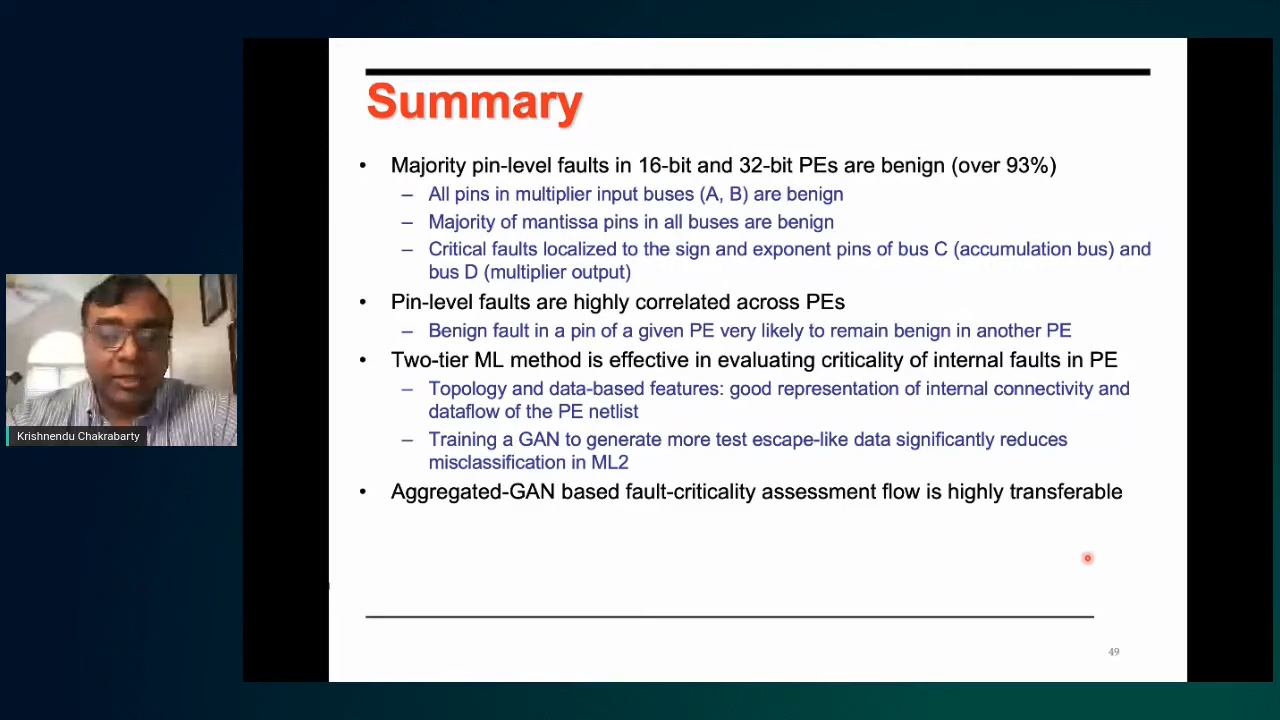 Summary
• Majority pin-level faults in 16-bit and 32-bit PEs are benign (over 93%)
– All pins in multiplier input buses (A, B) are benign
– Majority of mantissa pins in all buses are benign
– Critical faults localized to the sign and exponent pins of bus C (accumulation bus) and
bus D (multiplier output)
• Pin-level faults are highly correlated across PEs
– Benign fault in a pin of a given PE very likely to remain benign in another PE
• Two-tier ML method is effective in evaluating criticality of internal faults in PE
– Topology and data-based features: good representation of internal connectivity and
dataflow of the PE netlist
– Training a GAN to generate more test escape-like data significantly reduces
misclassification in ML2
• Aggregated-GAN based fault-criticality assessment flow is highly transferable
Krishnendu Chakrabarty
49